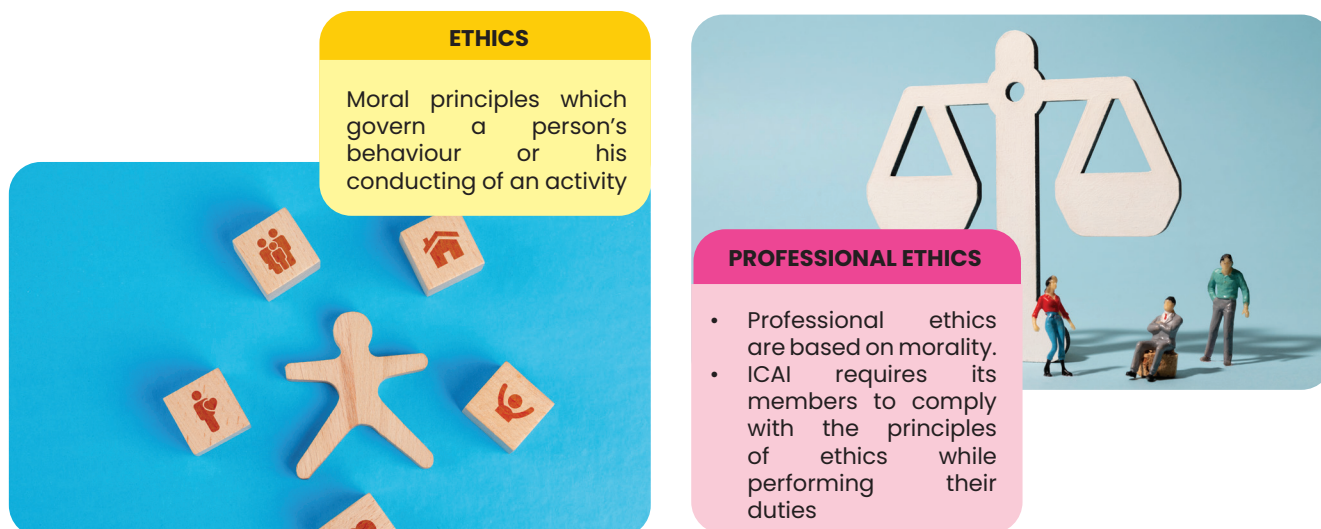 ETHICS
Moral principles which
govern a person’s
behaviour or his
conducting of an activity
PROFESSIONAL ETHICS
• Professional ethics
are based on morality.
• ICAI requires its
members to comply
with the principles
of ethics while
performing their
duties